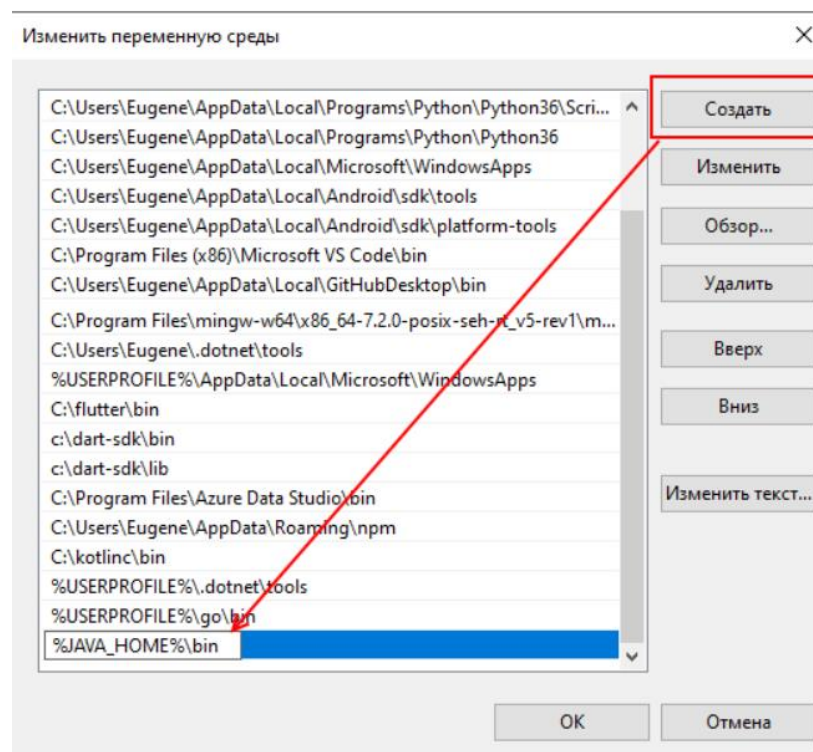 Изменить переменную среды
C:\Users\Eugene\AppData\Local\Programs\Python\Python36\Scri...
Создать
C:\Users\Eugene\AppData\Local\Programs\Python\Python36
C:\Users\Eugene\AppData\Local\Microsoft\WindowsApps
Изменить
C:\Users\Eugene\AppData\Local\Android\sdk\tools
C:\Users\Eugene\AppData\Local\Android\sdk\platform-tools
Обзор...
C:\Program Files (x86)\Microsoft VS Code\bin
C:\Users\Eugene\AppData\Local\GitHubDesktop\bin
Удалить
C:\Program Files\mingw-w64\x86_64-7.2.0-posix-seh-rt_v5-rev1\m...
C:\Users\Eugene\.dotnet\tools
Вверх
%USERPROFILE%\AppData\Local\Microsoft\WindowsApps
C:\flutter\bin
Вниз
c:\dart-sdk\bin
c:\dart-sdk\lib
C:\Program Files\Azure Data Studio\bin
Изменить текст...
C:\Users\Eugene\AppData\Roaming\npm
C:\kotlinc\bin
%USERPROFILE%\.dotnet\tools
%USERPROFILE%\go\bin
%JAVA_HOME%\bin
OK
Отмена